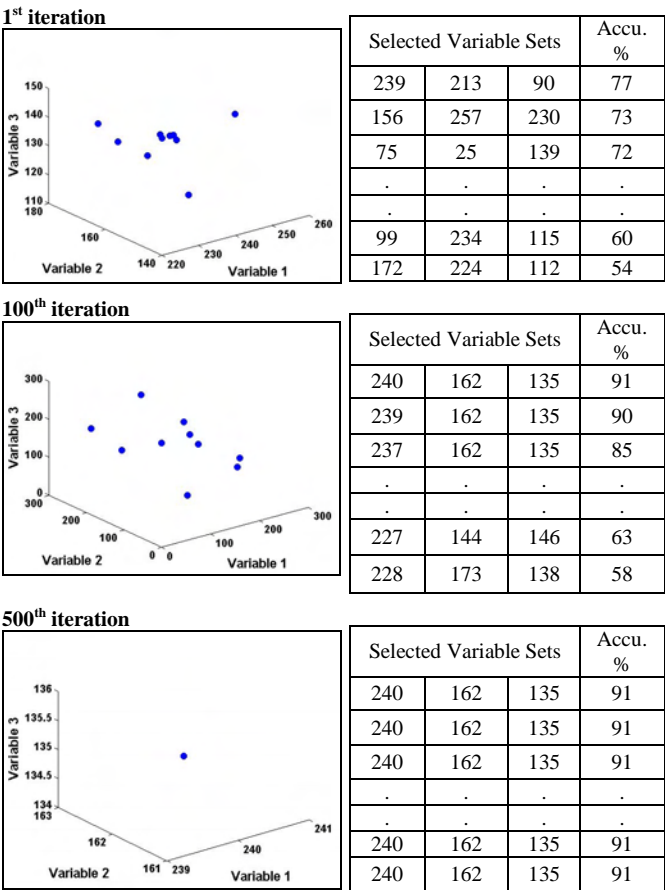 1st iteration
150
140
130
120
110
180
160
140
220
230
240
250
260
Variable 3
Variable 2
Variable 1
Selected Variable Sets Accu. %
239 213 90 77
156 257 230 73
75 25 139 72
. . . .
. . . .
99 234 115 60
172 224 112 54
100th iteration
300
200
100
0
300
200
100
0
0
100
200
300
Variable 3
Variable 2
Variable 1
Selected Variable Sets Accu. %
240 162 135 91
239 162 135 90
237 162 135 85
. . . .
. . . .
227 144 146 63
228 173 138 58
500th iteration
136
135.5
135
134.5
134
163
162
161
239
240
241
Variable 3
Variable 2
Variable 1
Selected Variable Sets Accu. %
240 162 135 91
240 162 135 91
240 162 135 91
. . . .
. . . .
240 162 135 91
240 162 135 91